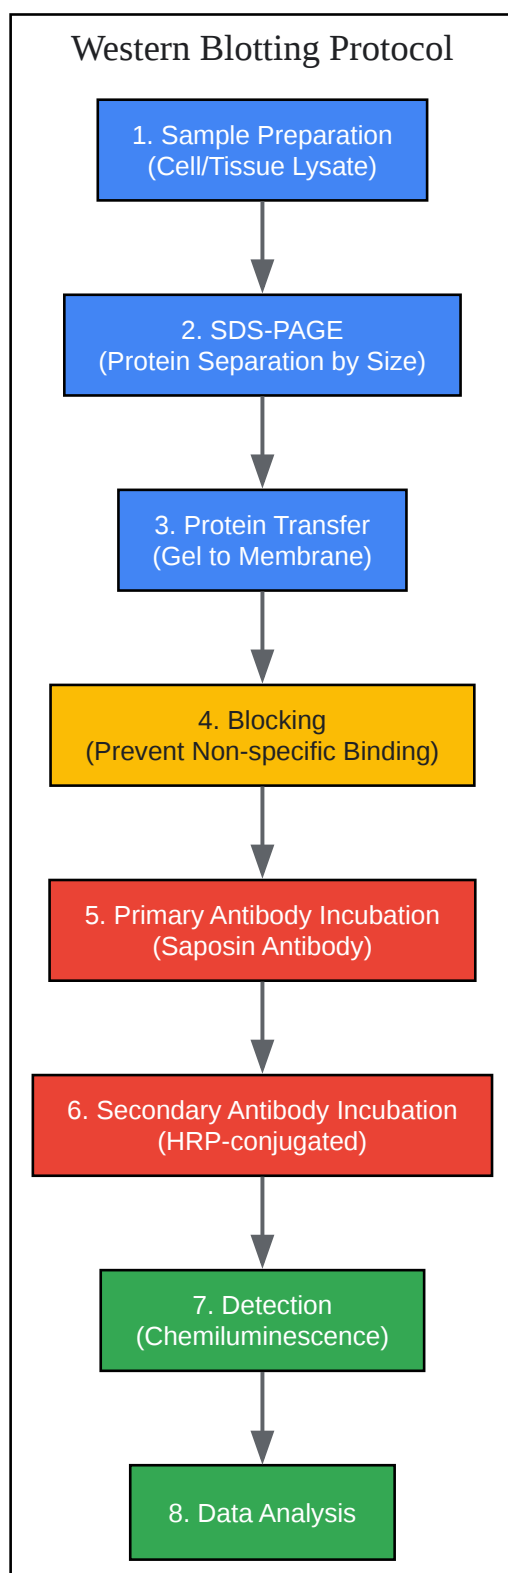 Western Blotting Protocol
1. Sample Preparation
(Cell/Tissue Lysate)
2. SDS-PAGE
(Protein Separation by Size)
3. Protein Transfer
(Gel to Membrane)
4. Blocking
(Prevent Non-specific Binding)
5. Primary Antibody Incubation
(Saposin Antibody)
6. Secondary Antibody Incubation
(HRP-conjugated)
7. Detection
(Chemiluminescence)
8. Data Analysis